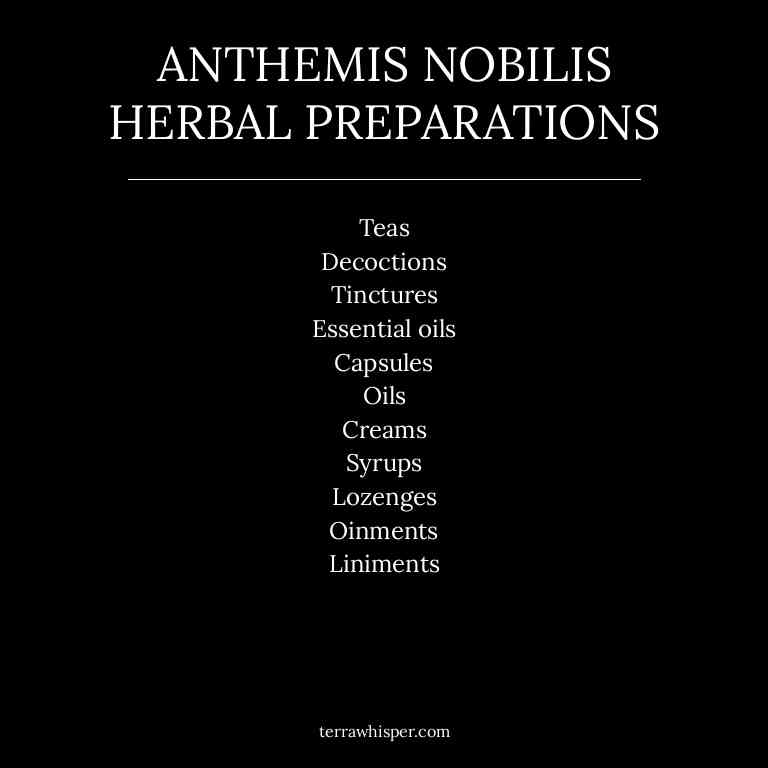 ANTHEMIS NOBILIS
HERBAL PREPARATIONS
Teas
Decoctions
Tinctures
Essential oils
Capsules
Oils
Creams
Syrups
Lozenges
Oinments
Liniments
terrawhisper.com